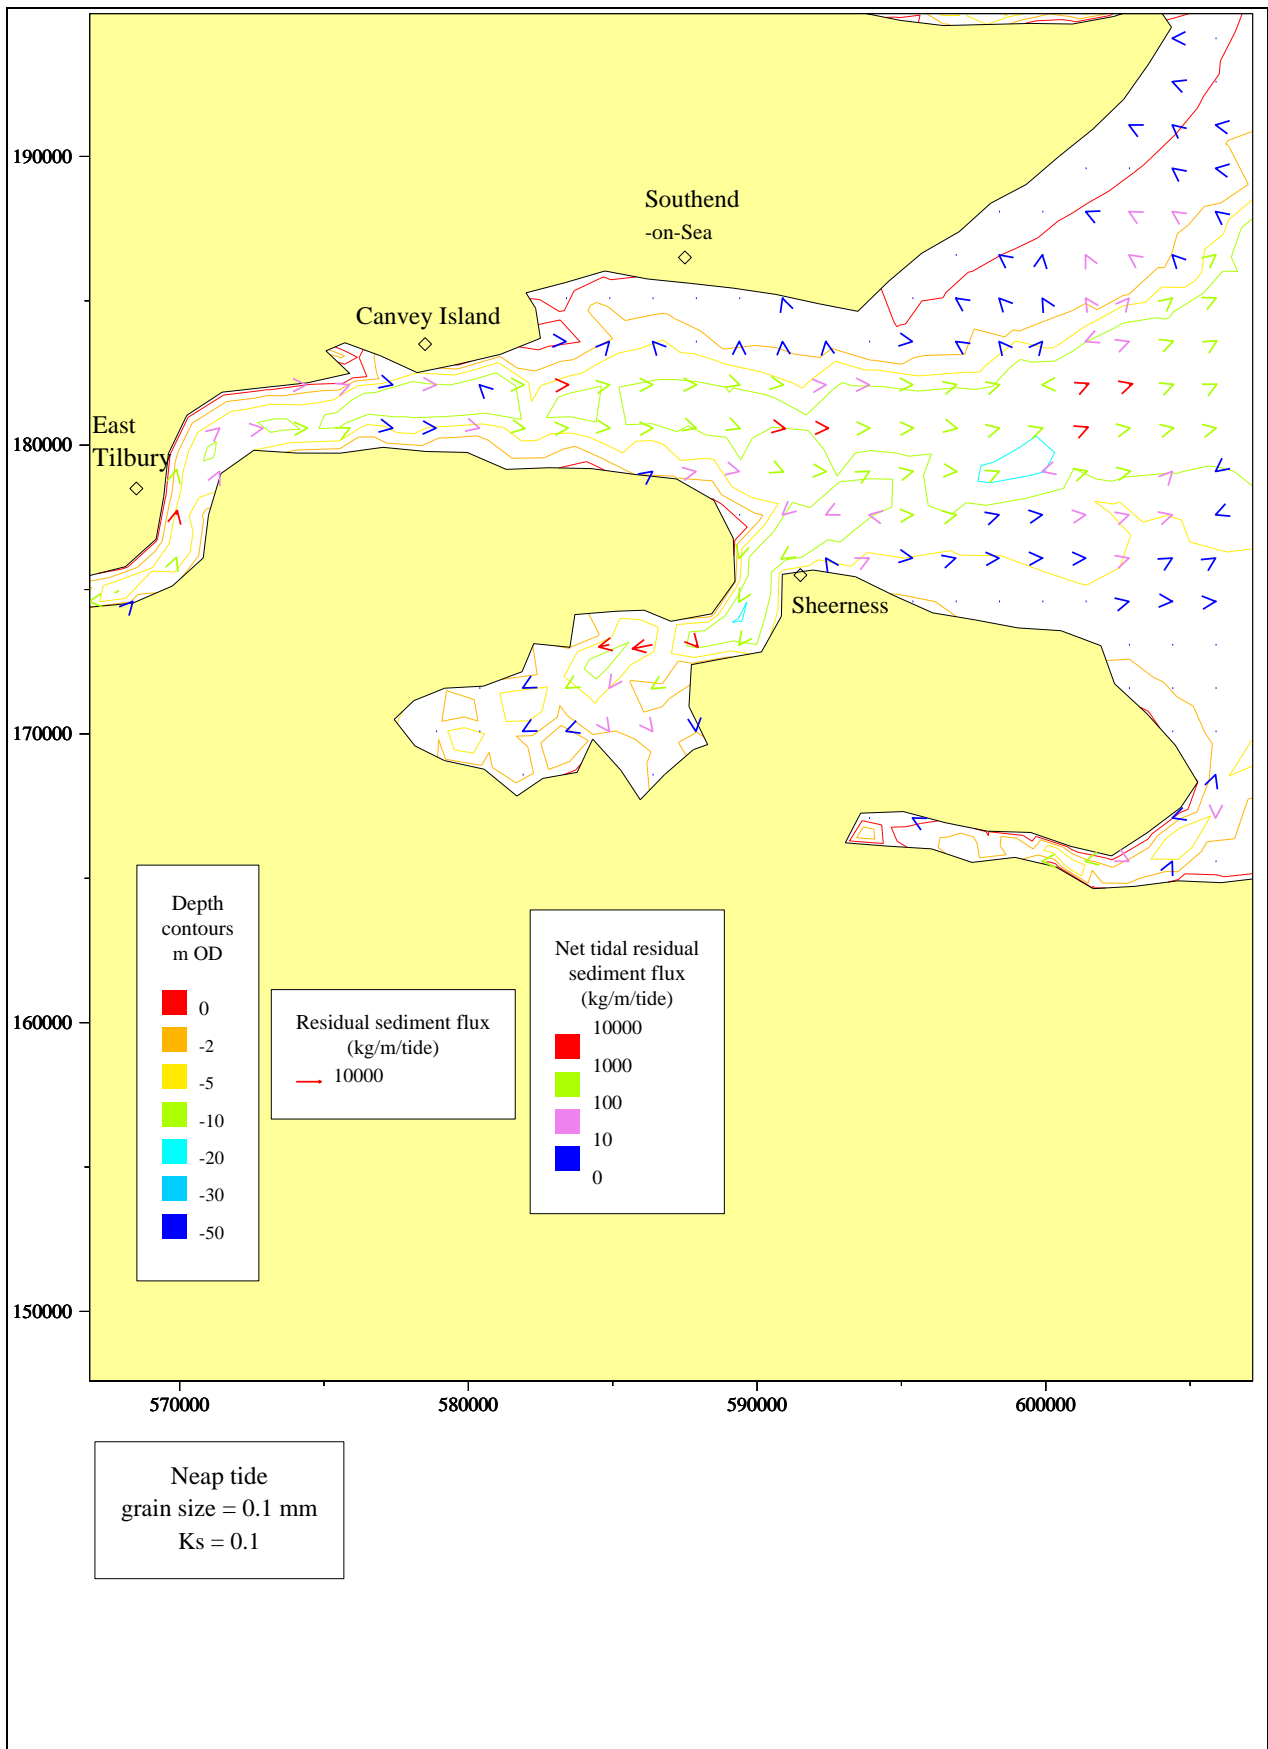 190000
180000
170000
160000
150000
570000
580000
590000
600000
Southend
-on-Sea
Canvey Island
East
Tilbury
Sheerness
Depth
contours
m OD
0
-2
-5
-10
-20
-30
-50
Residual sediment flux
(kg/m/tide)
10000
Net tidal residual
sediment flux
(kg/m/tide)
10000
1000
100
10
0
Neap tide
grain size = 0.1 mm
Ks = 0.1